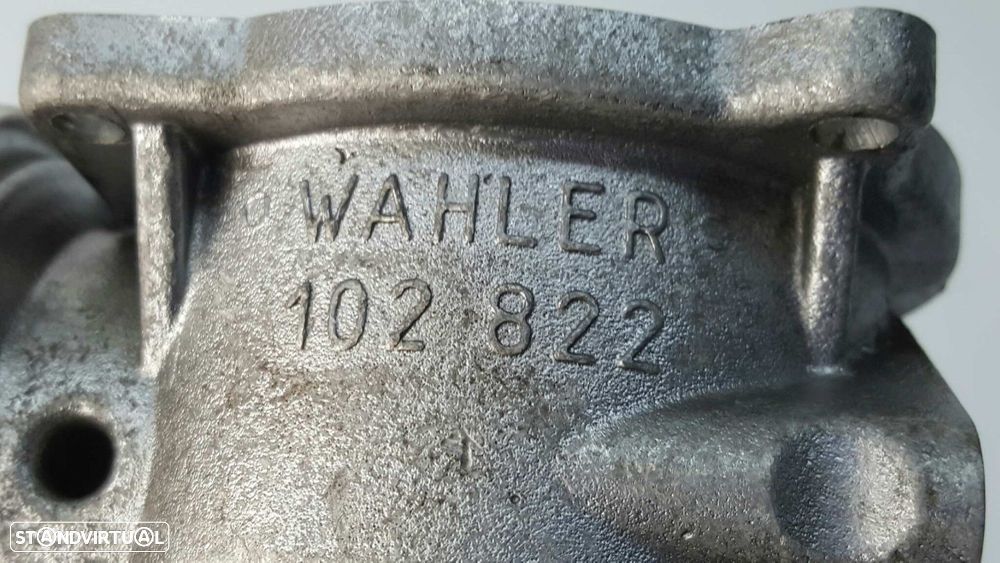 WAHLER
102 822
STANDVIRTUAL